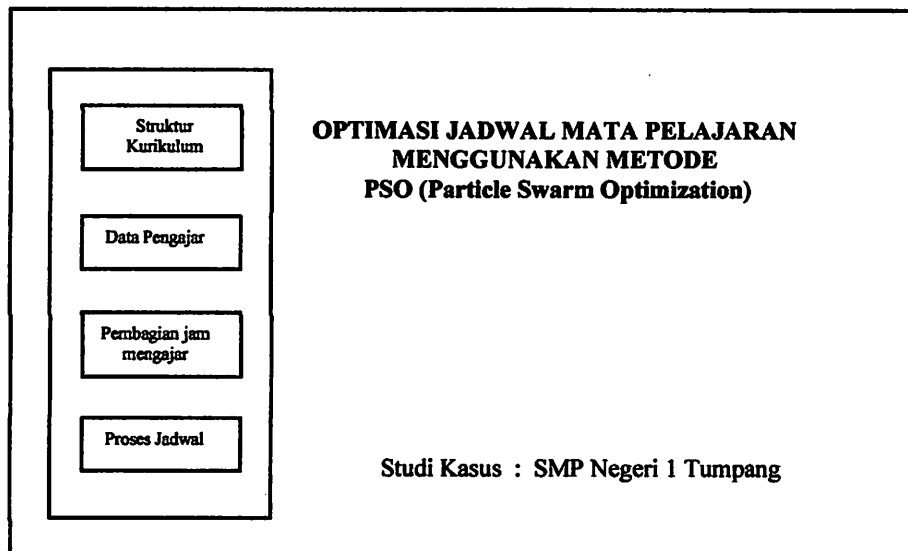 Struktur
Kurikulum
Data Pengajar
Pembagian jam
mengajar
Proses Jadwal
OPTIMASI JADWAL MATA PELAJARAN
MENGGUNAKAN METODE
PSO (Particle Swarm Optimization)
Studi Kasus : SMP Negeri 1 Tumpang